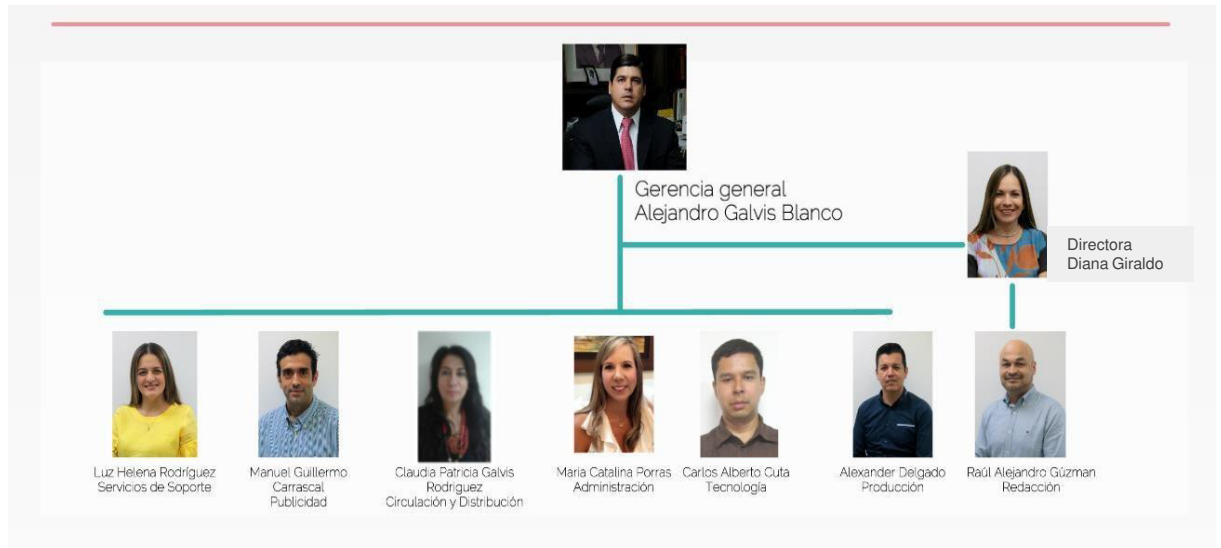 Gerencia general
Alejandro Galvis Blanco
Directora
Diana Giraldo
Luz Helena Rodríguez
Servicios de Soporte
Manuel Guillermo
Carrascal
Publicidad
Claudia Patricia Galvis
Rodriguez
Circulación y Distribución
Maria Catalina Porras
Administración
Carlos Alberto Cuta
Tecnología
Alexander Delgado
Producción
Raúl Alejandro Gúzman
Redacción